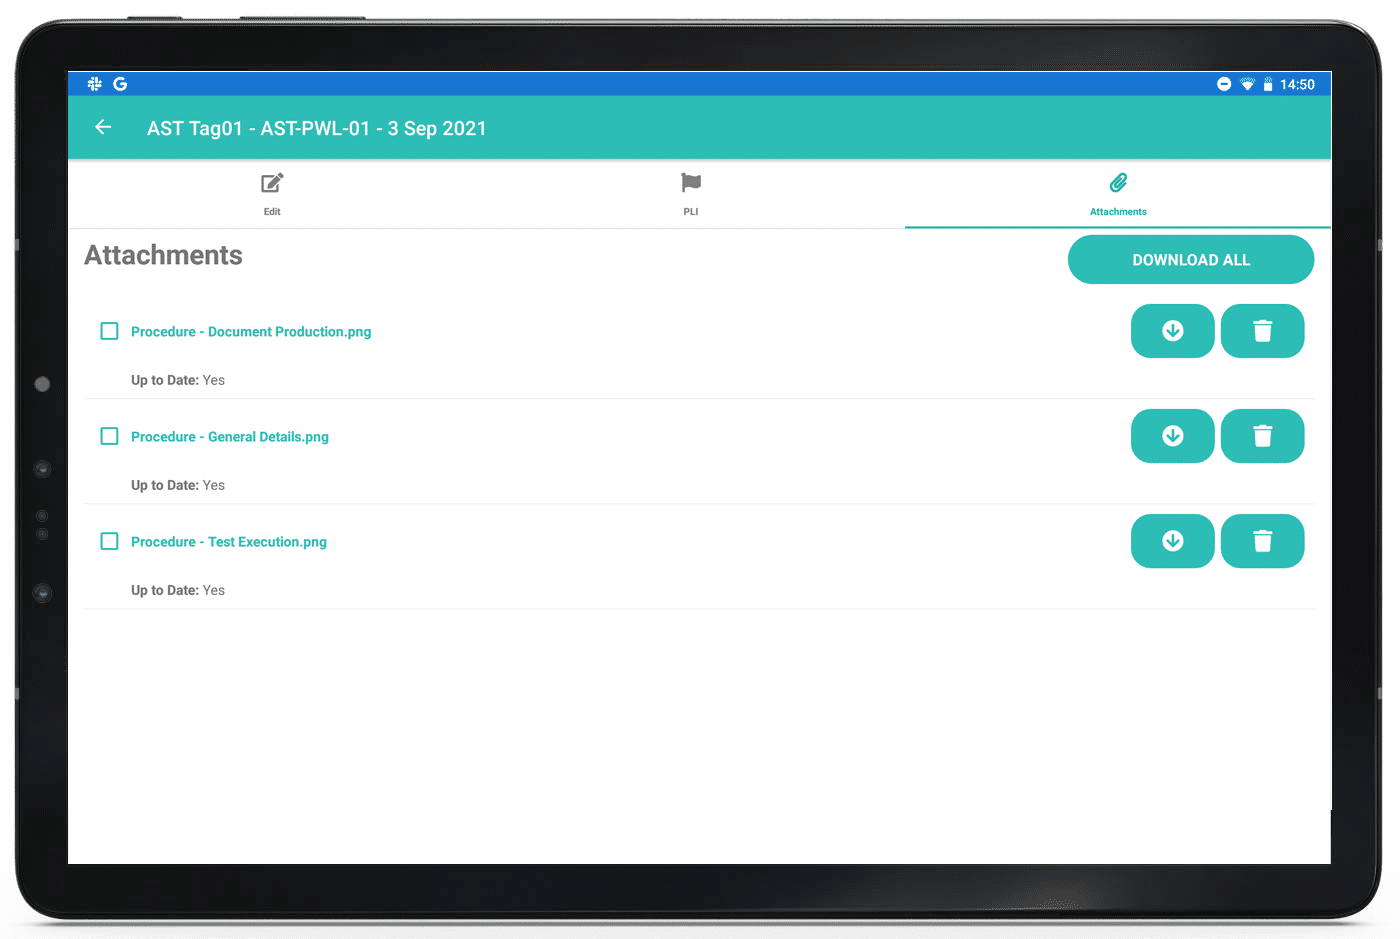 14:50
AST Tag01 - AST-PWL-01 - 3 Sep 2021
Edit
PLI
Attachments
Attachments
DOWNLOAD ALL
Procedure - Document Production.png
Up to Date: Yes
Procedure - General Details.png
Up to Date: Yes
Procedure - Test Execution.png
Up to Date: Yes